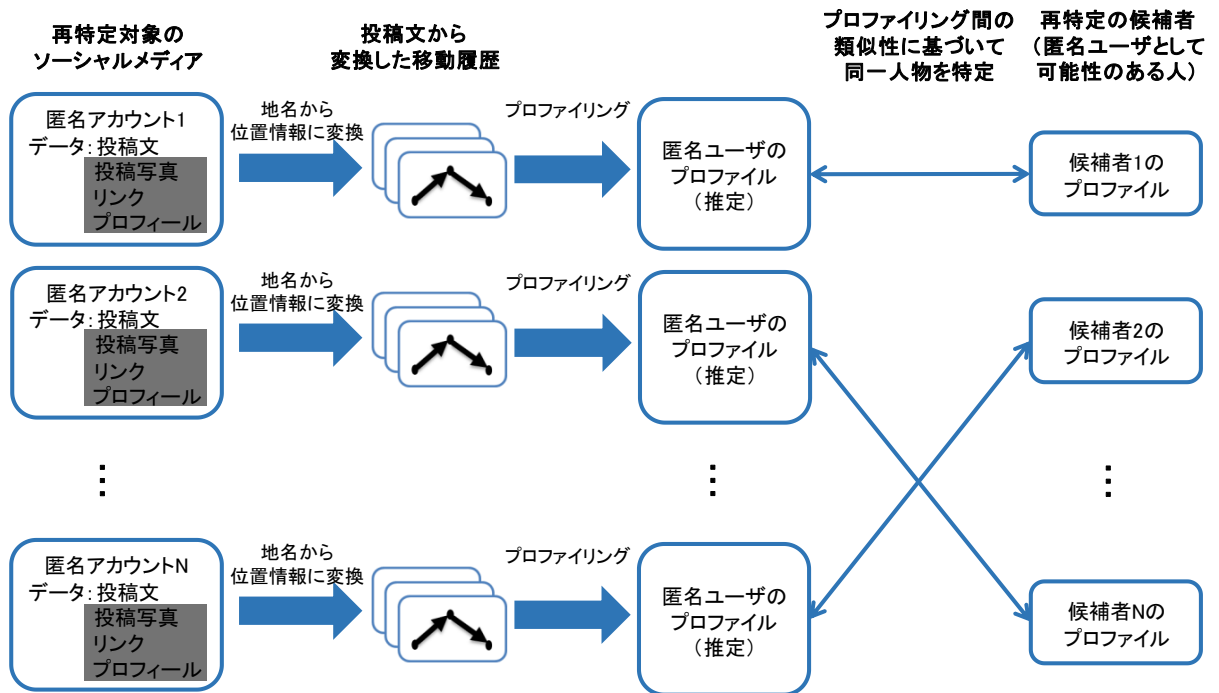 再特定対象の
ソーシャルメディア
投稿文から
変換した移動履歴
プロファイリング間の
類似性に基づいて
同一人物を特定
再特定の候補者
(匿名ユーザとして
可能性のある人)
匿名アカウント1
データ:投稿文
投稿写真
リンク
プロフィール
地名から
位置情報に変換
プロファイリング
匿名ユーザの
プロファイル
(推定)
候補者1の
プロファイル
匿名アカウント2
データ:投稿文
投稿写真
リンク
プロフィール
地名から
位置情報に変換
プロファイリング
匿名ユーザの
プロファイル
(推定)
候補者2の
プロファイル
⋮
⋮
⋮
匿名アカウントN
データ:投稿文
投稿写真
リンク
プロフィール
地名から
位置情報に変換
プロファイリング
匿名ユーザの
プロファイル
(推定)
候補者Nの
プロファイル